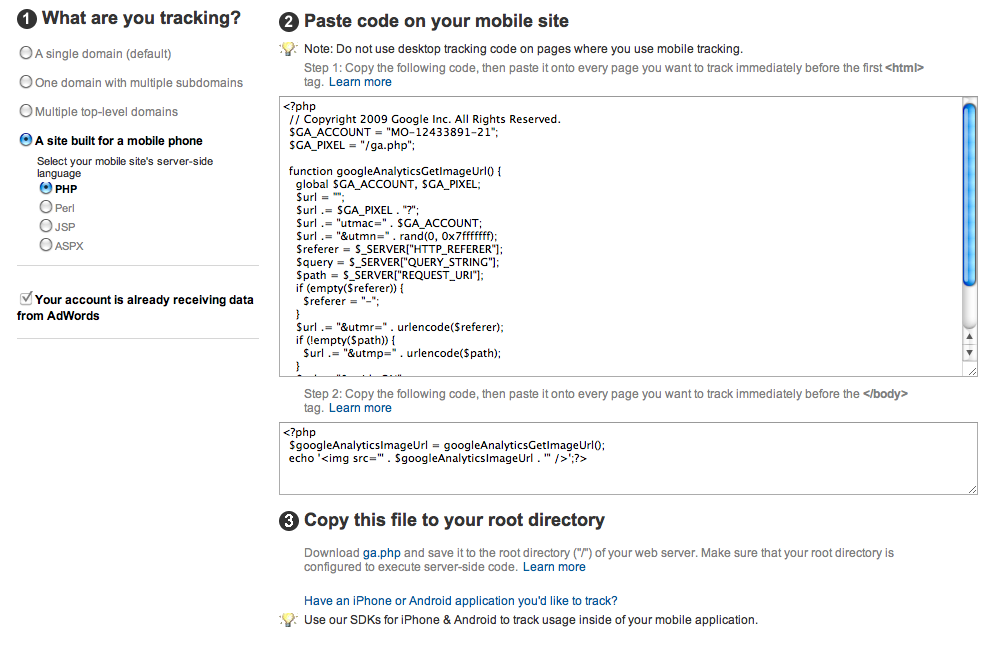 1 What are you tracking?
A single domain (default)
One domain with multiple subdomains
Multiple top-level domains
A site built for a mobile phone
Select your mobile site's server-side
language
PHP
Perl
JSP
ASPX
Your account is already receiving data
from AdWords
2 Paste code on your mobile site
Note: Do not use desktop tracking code on pages where you use mobile tracking.
Step 1: Copy the following code, then paste it onto every page you want to track immediately before the first <html>
tag. Learn more
<?php
// Copyright 2009 Google Inc. All Rights Reserved.
$GA_ACCOUNT = "MO-12433891-21";
$GA_PIXEL = "/ga.php";
function googleAnalyticsGetImageUrl() {
global $GA_ACCOUNT, $GA_PIXEL;
$url = "";
$url .= $GA_PIXEL . "?";
$url .= "utmac=" . $GA_ACCOUNT;
$url .= "&utmn=" . rand(0, 0x7fffffff);
$referer = $_SERVER["HTTP_REFERER"];
$query = $_SERVER["QUERY_STRING"];
$path = $_SERVER["REQUEST_URI"];
if (empty($referer)) {
$referer = "-";
}
$url .= "&utmr=" . urlencode($referer);
if (!empty($path)) {
$url .= "&utmp=" . urlencode($path);
}
Step 2: Copy the following code, then paste it onto every page you want to track immediately before the </body>
tag. Learn more
<?php
$googleAnalyticsImageUrl = googleAnalyticsGetImageUrl();
echo '<img src="' . $googleAnalyticsImageUrl . '" />';?>
3 Copy this file to your root directory
Download ga.php and save it to the root directory ("/") of your web server. Make sure that your root directory is
configured to execute server-side code. Learn more
Have an iPhone or Android application you'd like to track?
Use our SDKs for iPhone & Android to track usage inside of your mobile application.